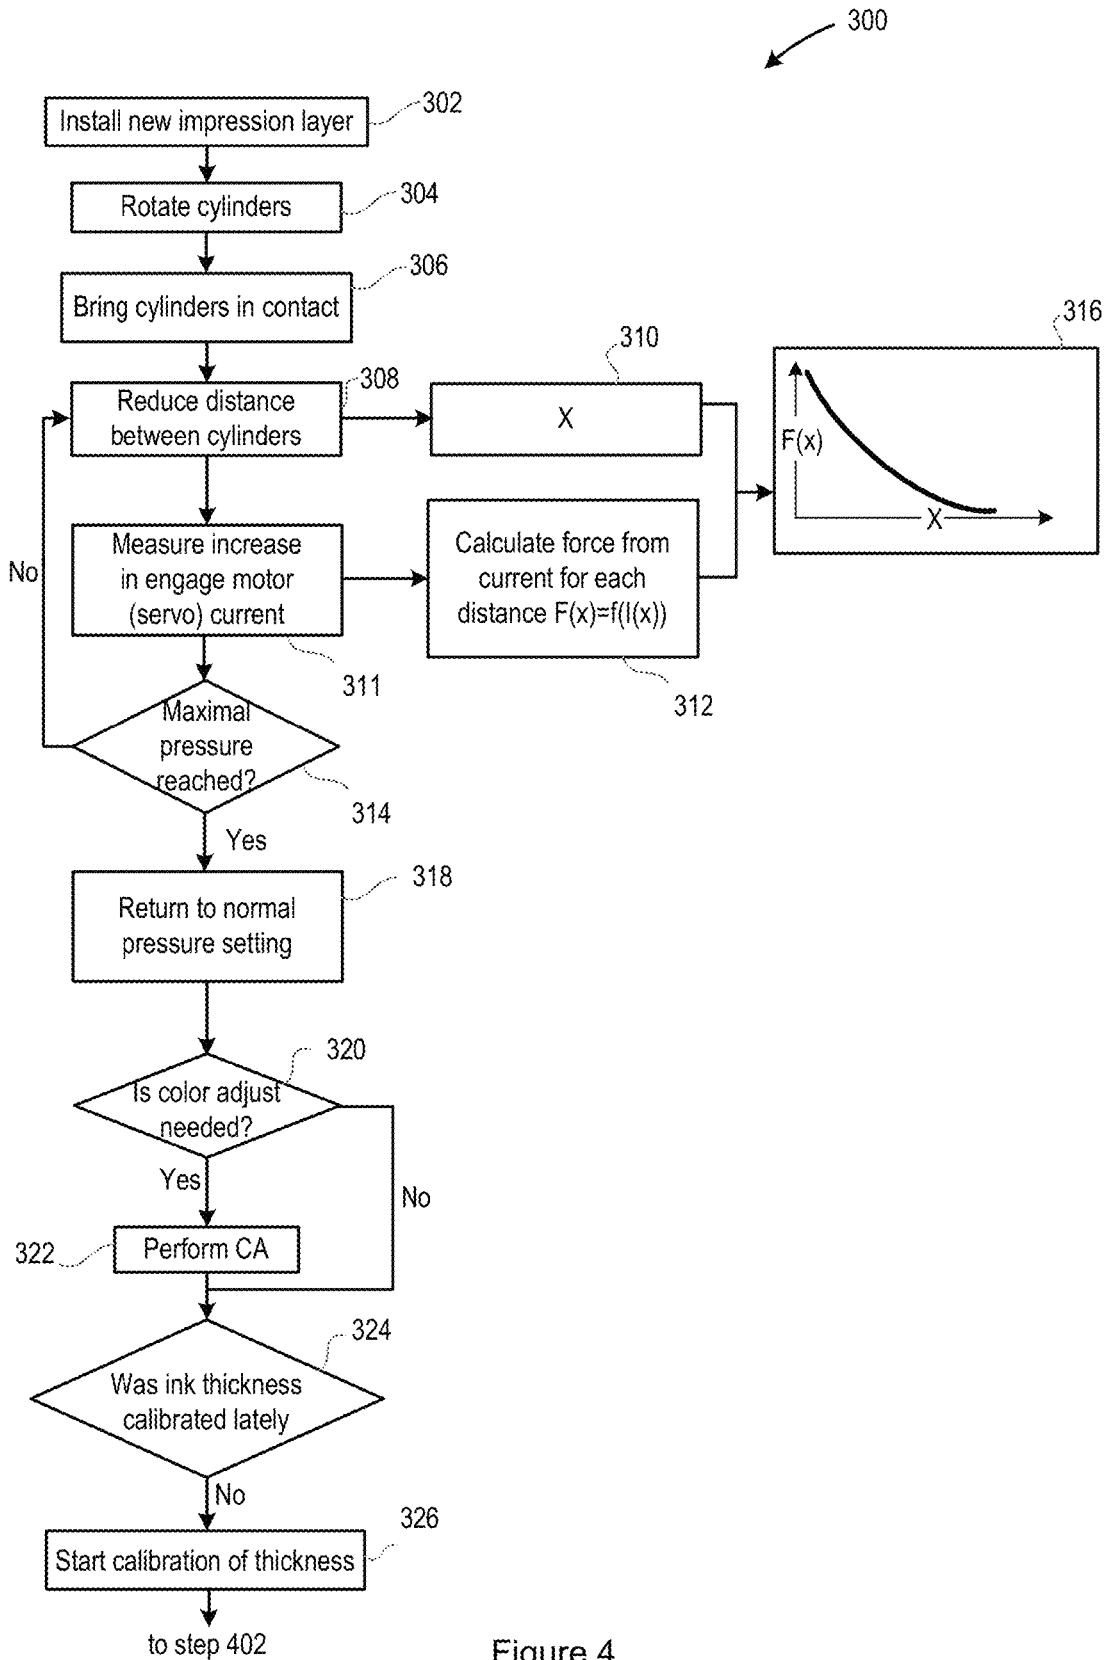 300
Install new impression layer
302
Rotate cylinders
304
Bring cylinders in contact
306
Reduce distance
between cylinders
308
X
310
316
F(x)
X
Measure increase
in engage motor
(servo) current
311
Calculate force from
current for each
distance F(x)=f(I(x))
312
No
Maximal
pressure
reached?
314
Yes
Return to normal
pressure setting
318
Is color adjust
needed?
320
Yes
No
Perform CA
322
Was ink thickness
calibrated lately
324
No
Start calibration of thickness
326
to step 402
Figure 4